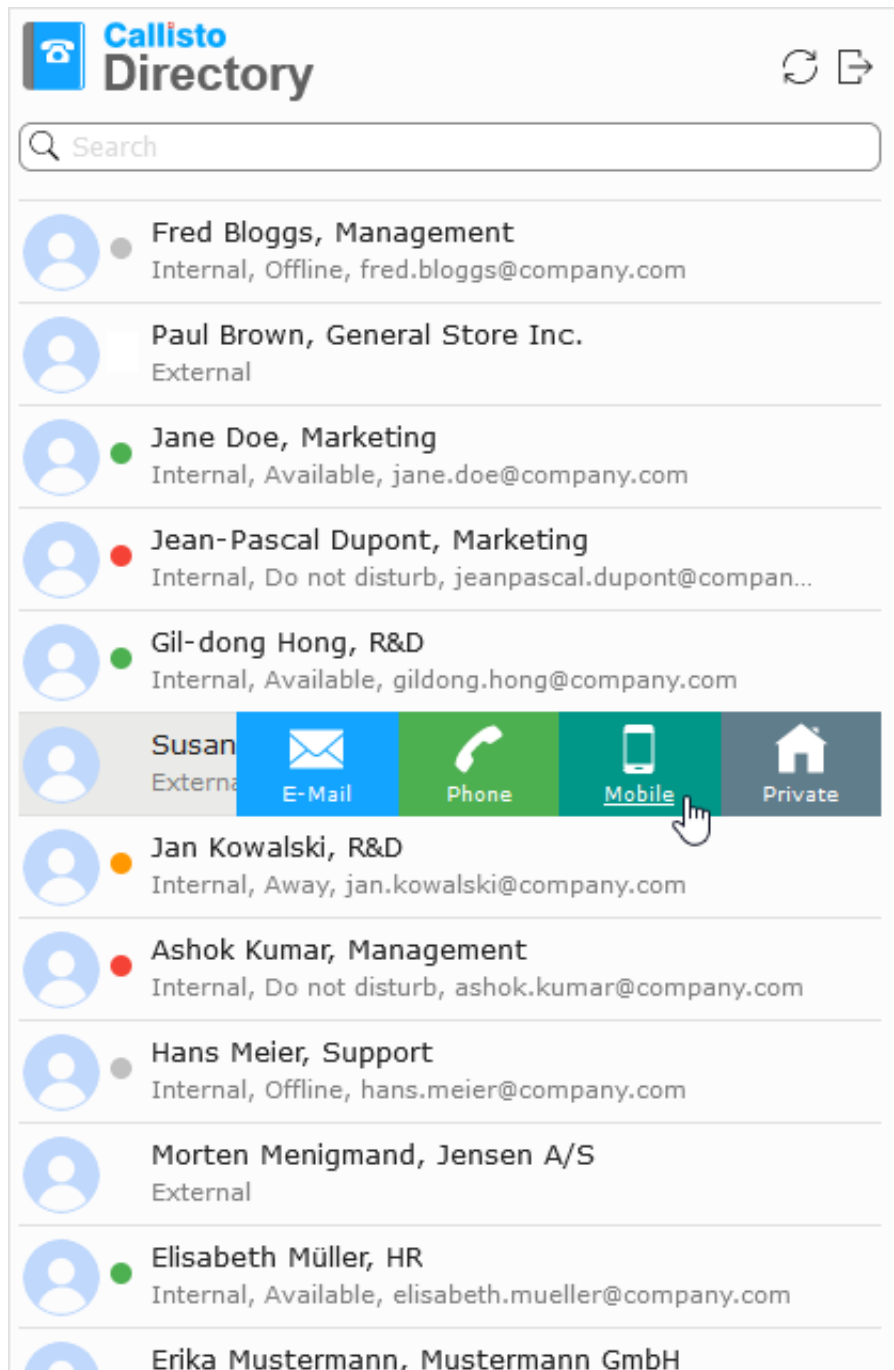 Callisto
Directory
Search
Fred Bloggs, Management
Internal, Offline, fred.bloggs@company.com
Paul Brown, General Store Inc.
External
Jane Doe, Marketing
Internal, Available, jane.doe@company.com
Jean-Pascal Dupont, Marketing
Internal, Do not disturb, jeanpascal.dupont@compan...
Gil-dong Hong, R&D
Internal, Available, gildong.hong@company.com
Susan
Externa
E-Mail
Phone
Mobile
Private
Jan Kowalski, R&D
Internal, Away, jan.kowalski@company.com
Ashok Kumar, Management
Internal, Do not disturb, ashok.kumar@company.com
Hans Meier, Support
Internal, Offline, hans.meier@company.com
Morten Menigmand, Jensen A/S
External
Elisabeth Müller, HR
Internal, Available, elisabeth.mueller@company.com
Erika Mustermann, Mustermann GmbH